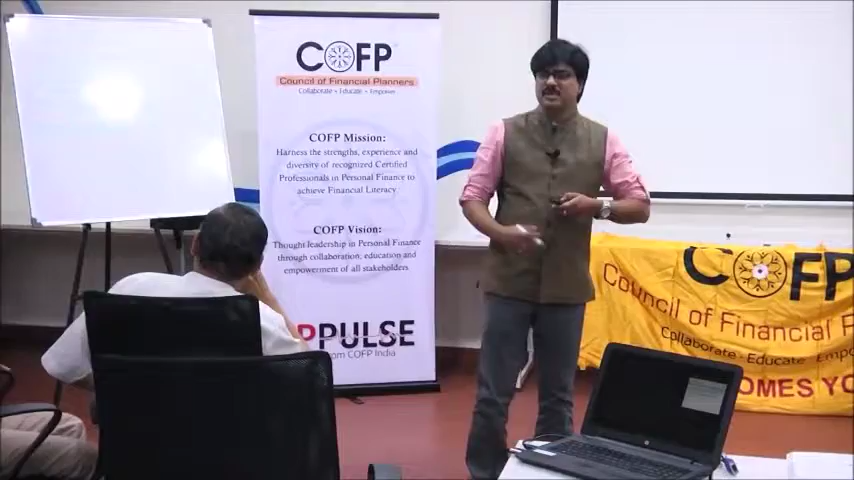 COFP
Council of Financial Planners
Collaborate • Educate • Empower
COFP Mission:
Harness the strengths, experience and
diversity of recognized Certified
Professionals in Personal Finance to
achieve Financial Literacy
COFP Vision:
Thought leadership in Personal Finance
through collaboration, education and
empowerment of all stakeholders
PPULSE
from COFP India
COFP
Council of Financial P
Collaborate Educate E
OMES YO